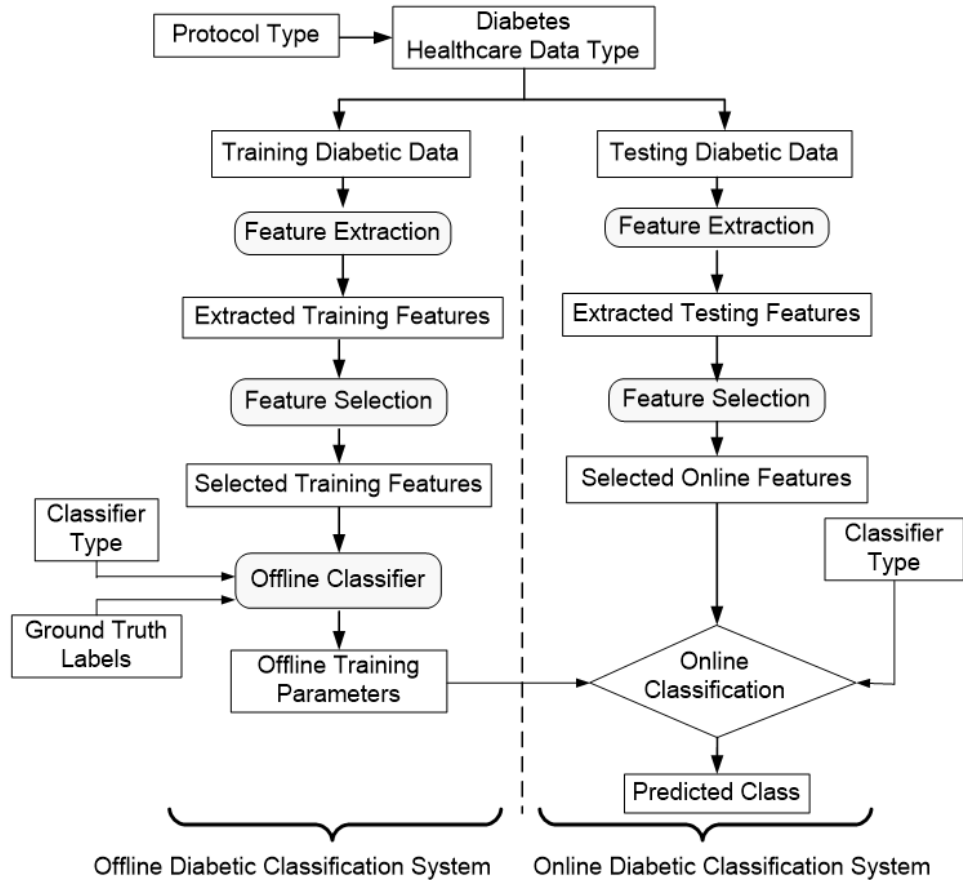 Protocol Type
Diabetes
Healthcare Data Type
Training Diabetic Data
Feature Extraction
Extracted Training Features
Feature Selection
Selected Training Features
Classifier
Type
Offline Classifier
Ground Truth
Labels
Offline Training
Parameters
Offline Diabetic Classification System
Testing Diabetic Data
Feature Extraction
Extracted Testing Features
Feature Selection
Selected Online Features
Classifier
Type
Online
Classification
Predicted Class
Online Diabetic Classification System